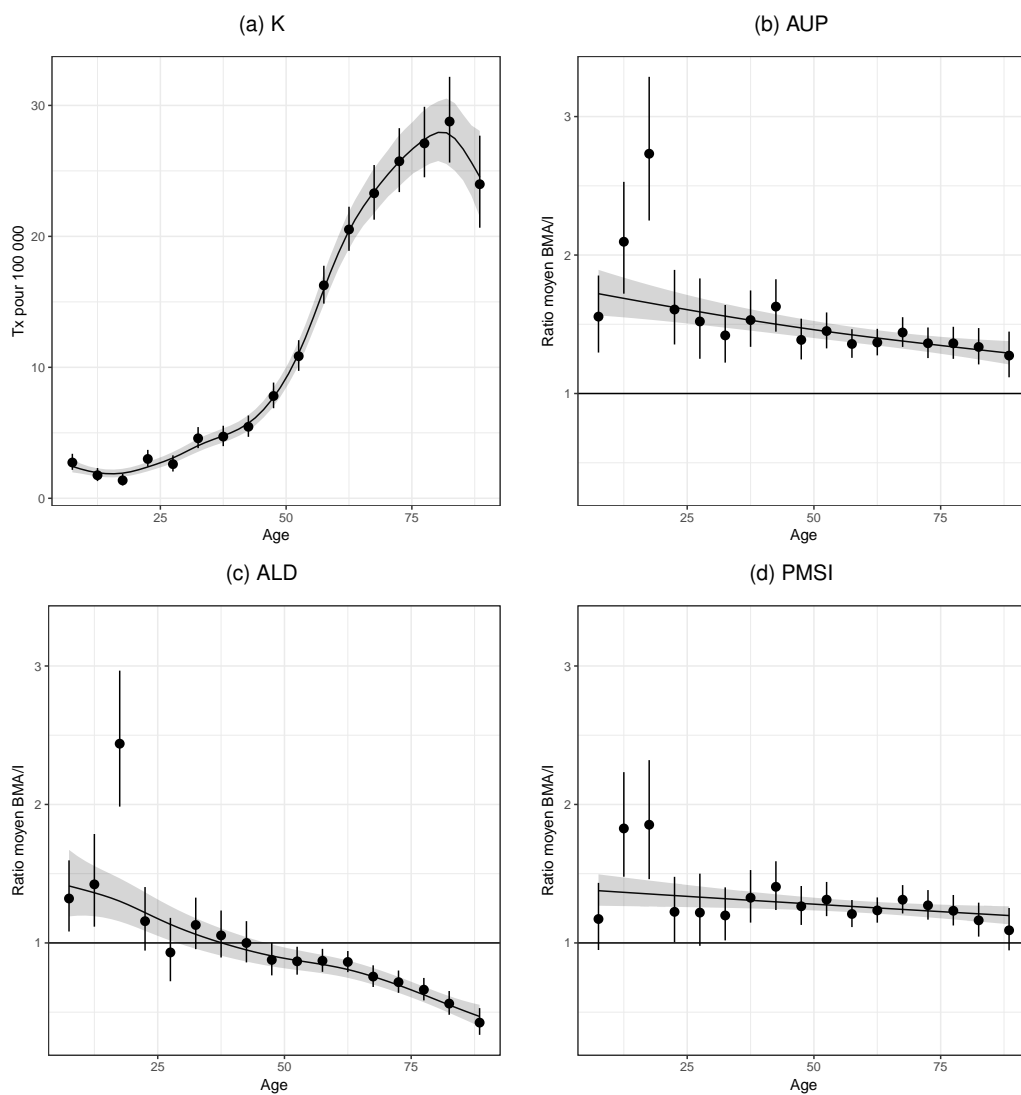 (a) K
(b) AUP
Tx pour 100 000
30
20
10
0
25
50
75
Age
Ratio moyen BMA/I
3
2
1
25
50
75
Age
(c) ALD
(d) PMSI
Ratio moyen BMA/I
3
2
1
25
50
75
Age
Ratio moyen BMA/I
3
2
1
25
50
75
Age